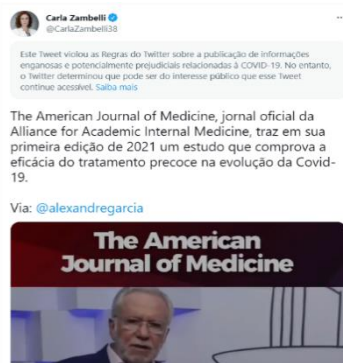 Carla Zambelli
@CarlaZambelli38
Este Tweet violou as Regras do Twitter sobre a publicação de informações
enganosas e potencialmente prejudiciais relacionadas à COVID-19. No entanto,
o Twitter determinou que pode ser do interesse público que esse Tweet
continue acessível. Saiba mais
The American Journal of Medicine, jornal oficial da
Alliance for Academic Internal Medicine, traz em sua
primeira edição de 2021 um estudo que comprova a
eficácia do tratamento precoce na evolução da Covid-
19.
Via: @alexandregarcia
The American
Journal of Medicine